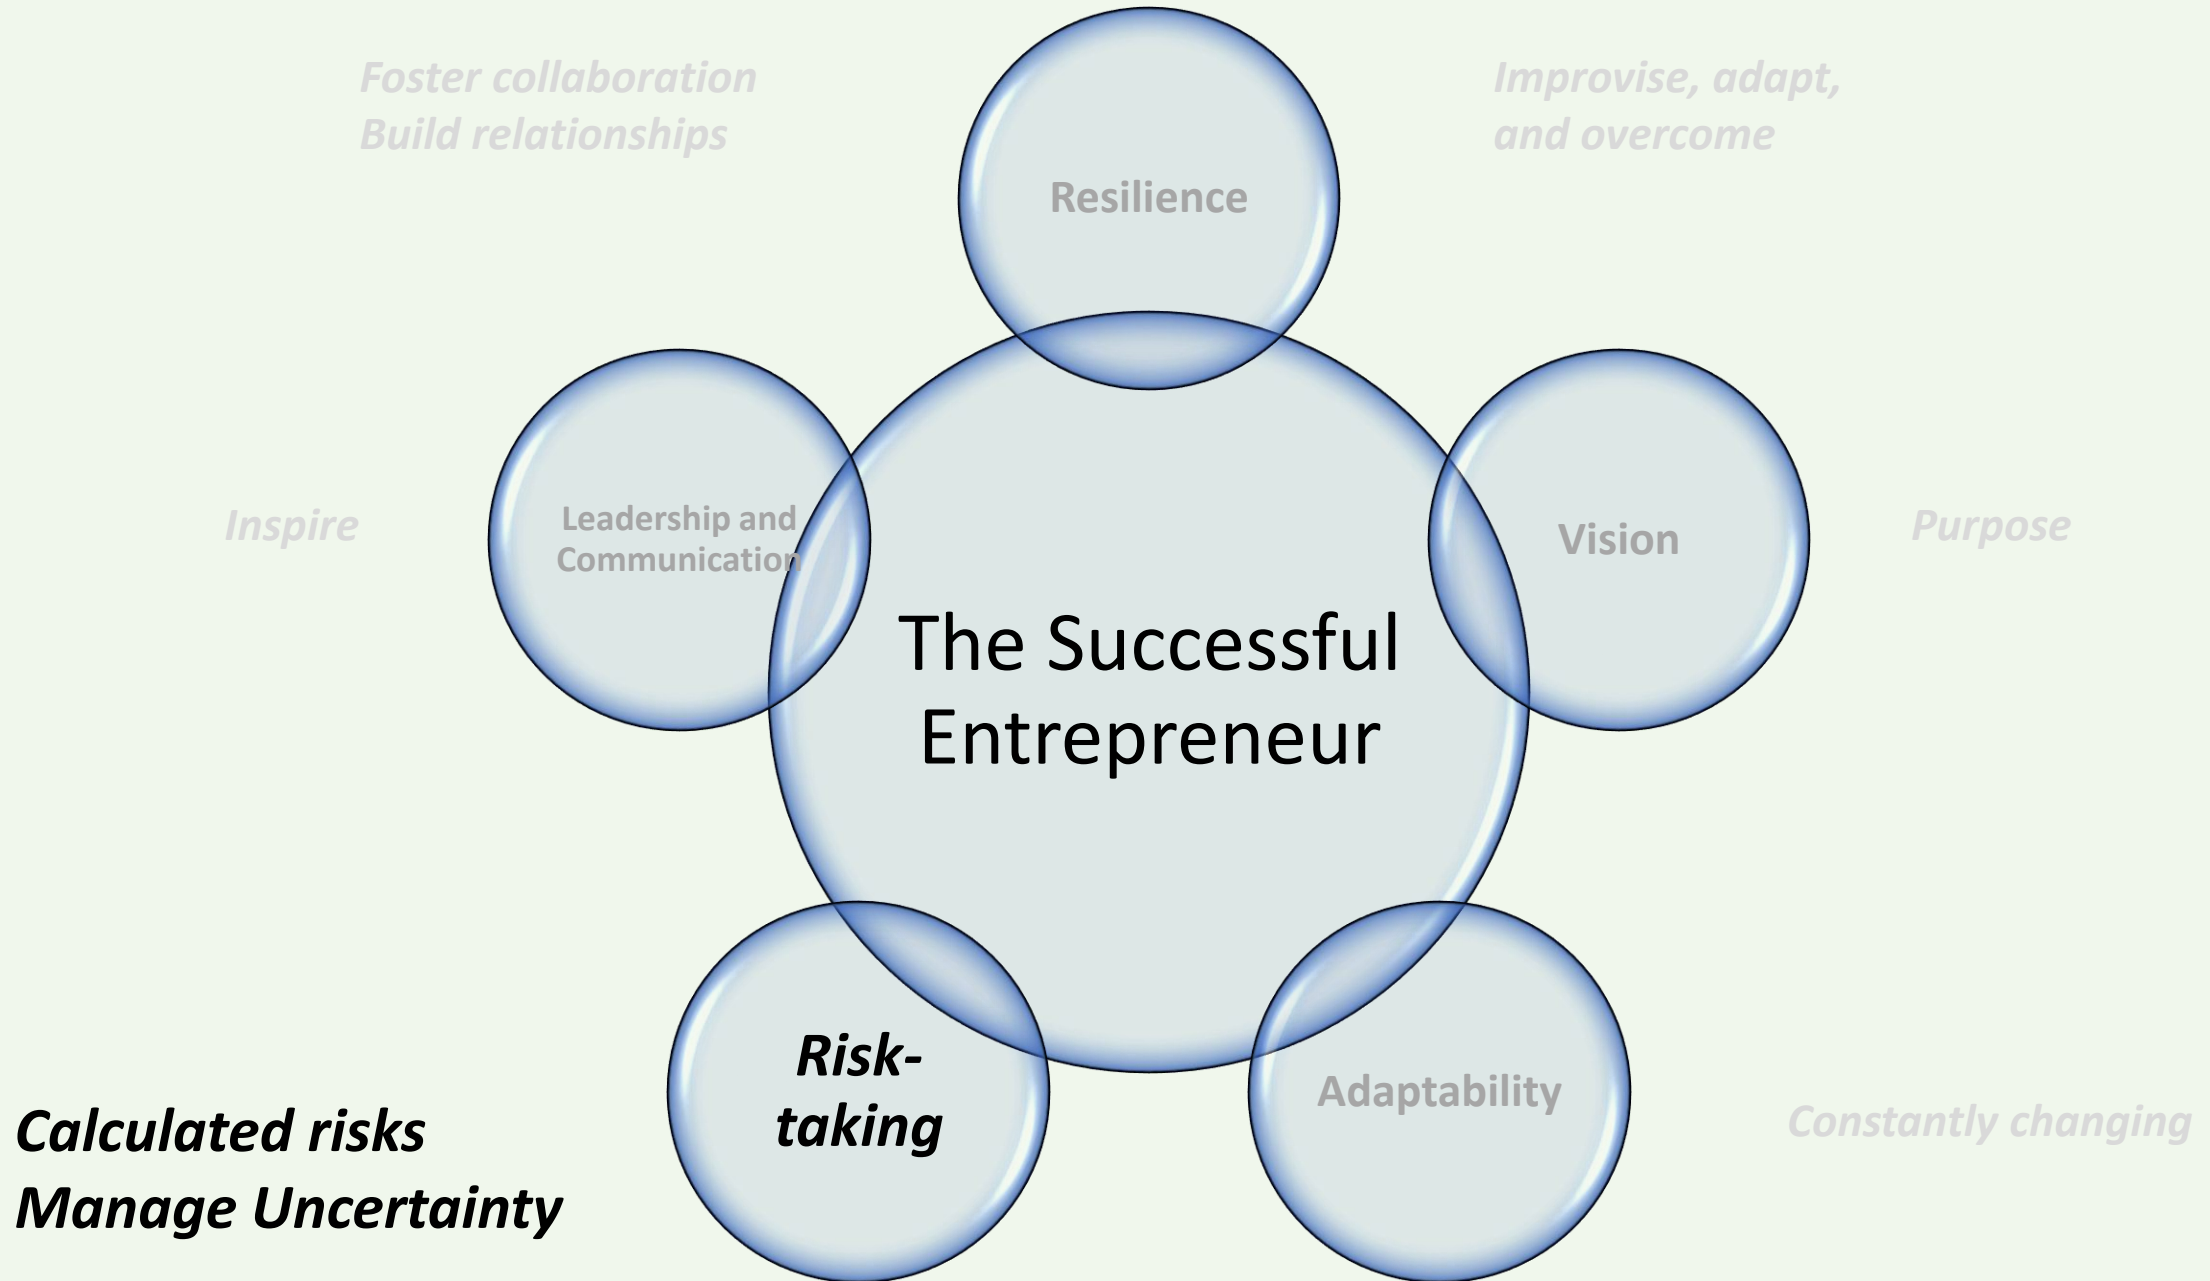 Foster collaboration
Build relationships
Improvise, adapt,
and overcome
Resilience
Inspire
Leadership and
Communication
Vision
Purpose
The Successful
Entrepreneur
Risk-
taking
Calculated risks
Manage Uncertainty
Adaptability
Constantly changing